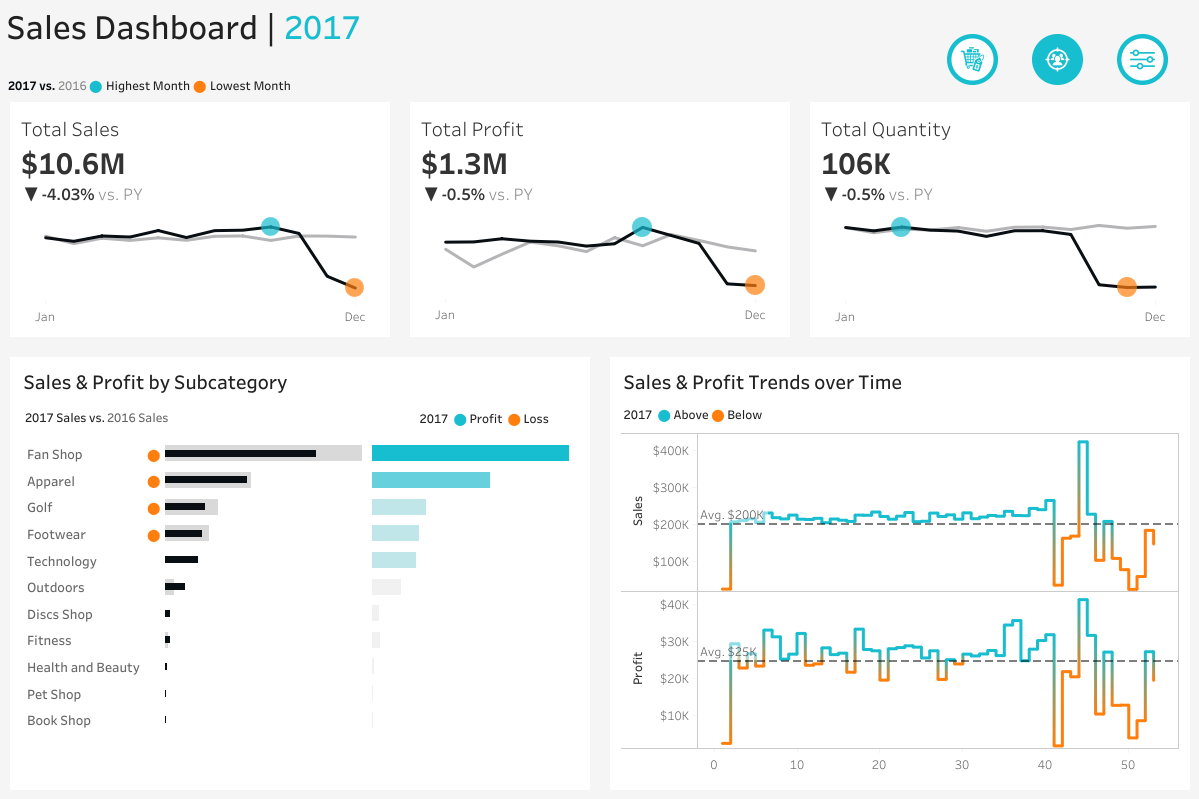 Sales Dashboard | 2017
2017 vs. 2016 Highest Month Lowest Month
Total Sales
$10.6M
▼ -4.03% vs. PY
Jan Dec
Total Profit
$1.3M
▼ -0.5% vs. PY
Jan Dec
Total Quantity
106K
▼ -0.5% vs. PY
Jan Dec
Sales & Profit by Subcategory
2017 Sales vs. 2016 Sales
2017 Profit Loss
Fan Shop
Apparel
Golf
Footwear
Technology
Outdoors
Discs Shop
Fitness
Health and Beauty
Pet Shop
Book Shop
Sales & Profit Trends over Time
2017 Above Below
Sales
$400K
$300K
$200K
$100K
Avg. $200K
Profit
$40K
$30K
$20K
$10K
Avg. $25K
0 10 20 30 40 50